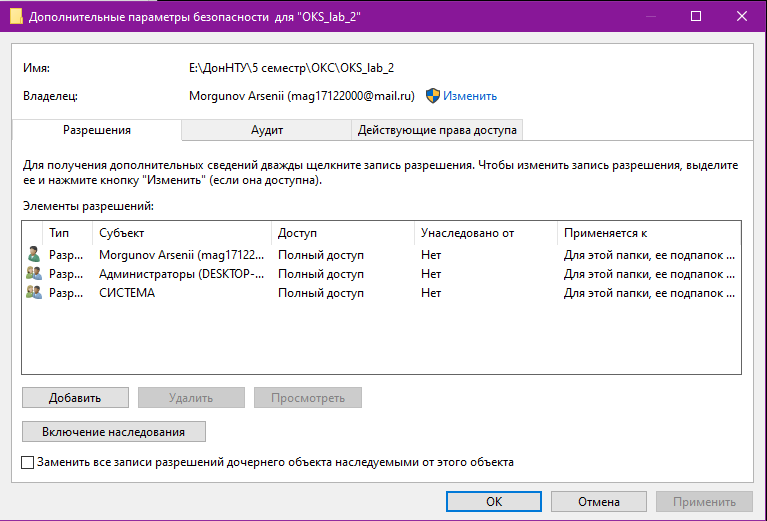 Дополнительные параметры безопасности для "OKS_lab_2"
Имя: E:\ДонНТУ\5 семестр\ОКС\OKS_lab_2
Владелец: Morgunov Arsenii (mag17122000@mail.ru) Изменить
Разрешения Аудит Действующие права доступа
Для получения дополнительных сведений дважды щелкните запись разрешения. Чтобы изменить запись разрешения, выделите
ее и нажмите кнопку "Изменить" (если она доступна).
Элементы разрешений:
Тип Субъект Доступ Унаследовано от Применяется к
Разр... Morgunov Arsenii (mag17122... Полный доступ Нет Для этой папки, ее подпапок ...
Разр... Администраторы (DESKTOP-... Полный доступ Нет Для этой папки, ее подпапок ...
Разр... СИСТЕМА Полный доступ Нет Для этой папки, ее подпапок ...
Добавить Удалить Просмотреть
Включение наследования
Заменить все записи разрешений дочернего объекта наследуемыми от этого объекта
ОК Отмена Применить